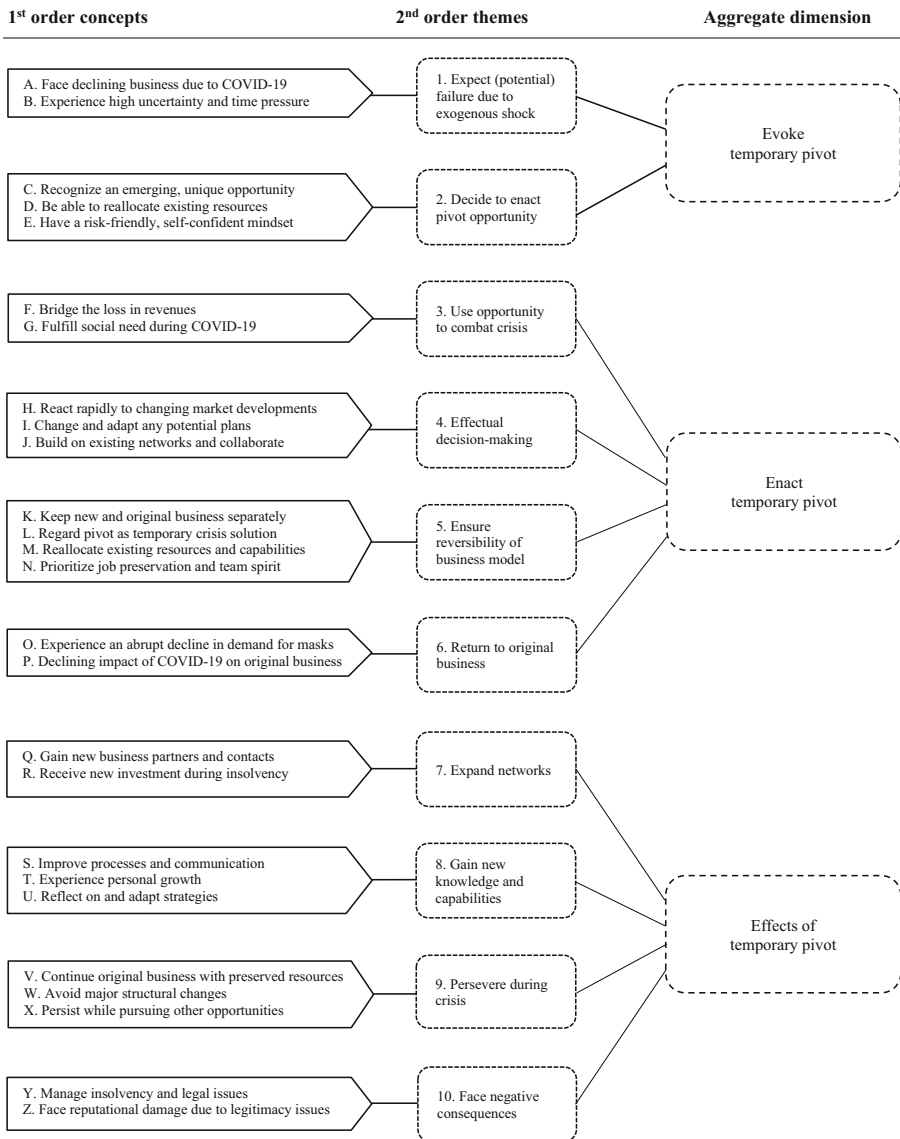 1st order concepts
2nd order themes
Aggregate dimension
A. Face declining business due to COVID-19
B. Experience high uncertainty and time pressure
1. Expect (potential)
failure due to
exogenous shock
Evoke
temporary pivot
C. Recognize an emerging, unique opportunity
D. Be able to reallocate existing resources
E. Have a risk-friendly, self-confident mindset
2. Decide to enact
pivot opportunity
F. Bridge the loss in revenues
G. Fulfill social need during COVID-19
3. Use opportunity
to combat crisis
H. React rapidly to changing market developments
I. Change and adapt any potential plans
J. Build on existing networks and collaborate
4. Effectual
decision-making
Enact
temporary pivot
K. Keep new and original business separately
L. Regard pivot as temporary crisis solution
M. Reallocate existing resources and capabilities
N. Prioritize job preservation and team spirit
5. Ensure
reversibility of
business model
O. Experience an abrupt decline in demand for masks
P. Declining impact of COVID-19 on original business
6. Return to original
business
Q. Gain new business partners and contacts
R. Receive new investment during insolvency
7. Expand networks
S. Improve processes and communication
T. Experience personal growth
U. Reflect on and adapt strategies
8. Gain new
knowledge and
capabilities
Effects of
temporary pivot
V. Continue original business with preserved resources
W. Avoid major structural changes
X. Persist while pursuing other opportunities
9. Persevere during
crisis
Y. Manage insolvency and legal issues
Z. Face reputational damage due to legitimacy issues
10. Face negative
consequences